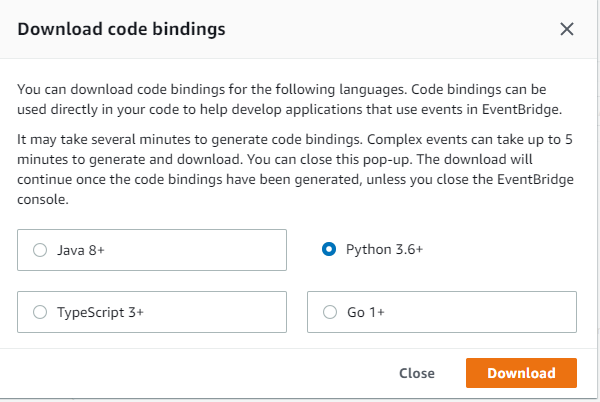 Download code bindings
You can download code bindings for the following languages. Code bindings can be
used directly in your code to help develop applications that use events in EventBridge.
It may take several minutes to generate code bindings. Complex events can take up to 5
minutes to generate and download. You can close this pop-up. The download will
continue once the code bindings have been generated, unless you close the EventBridge
console.
Java 8+
Python 3.6+
TypeScript 3+
Go 1+
Close
Download